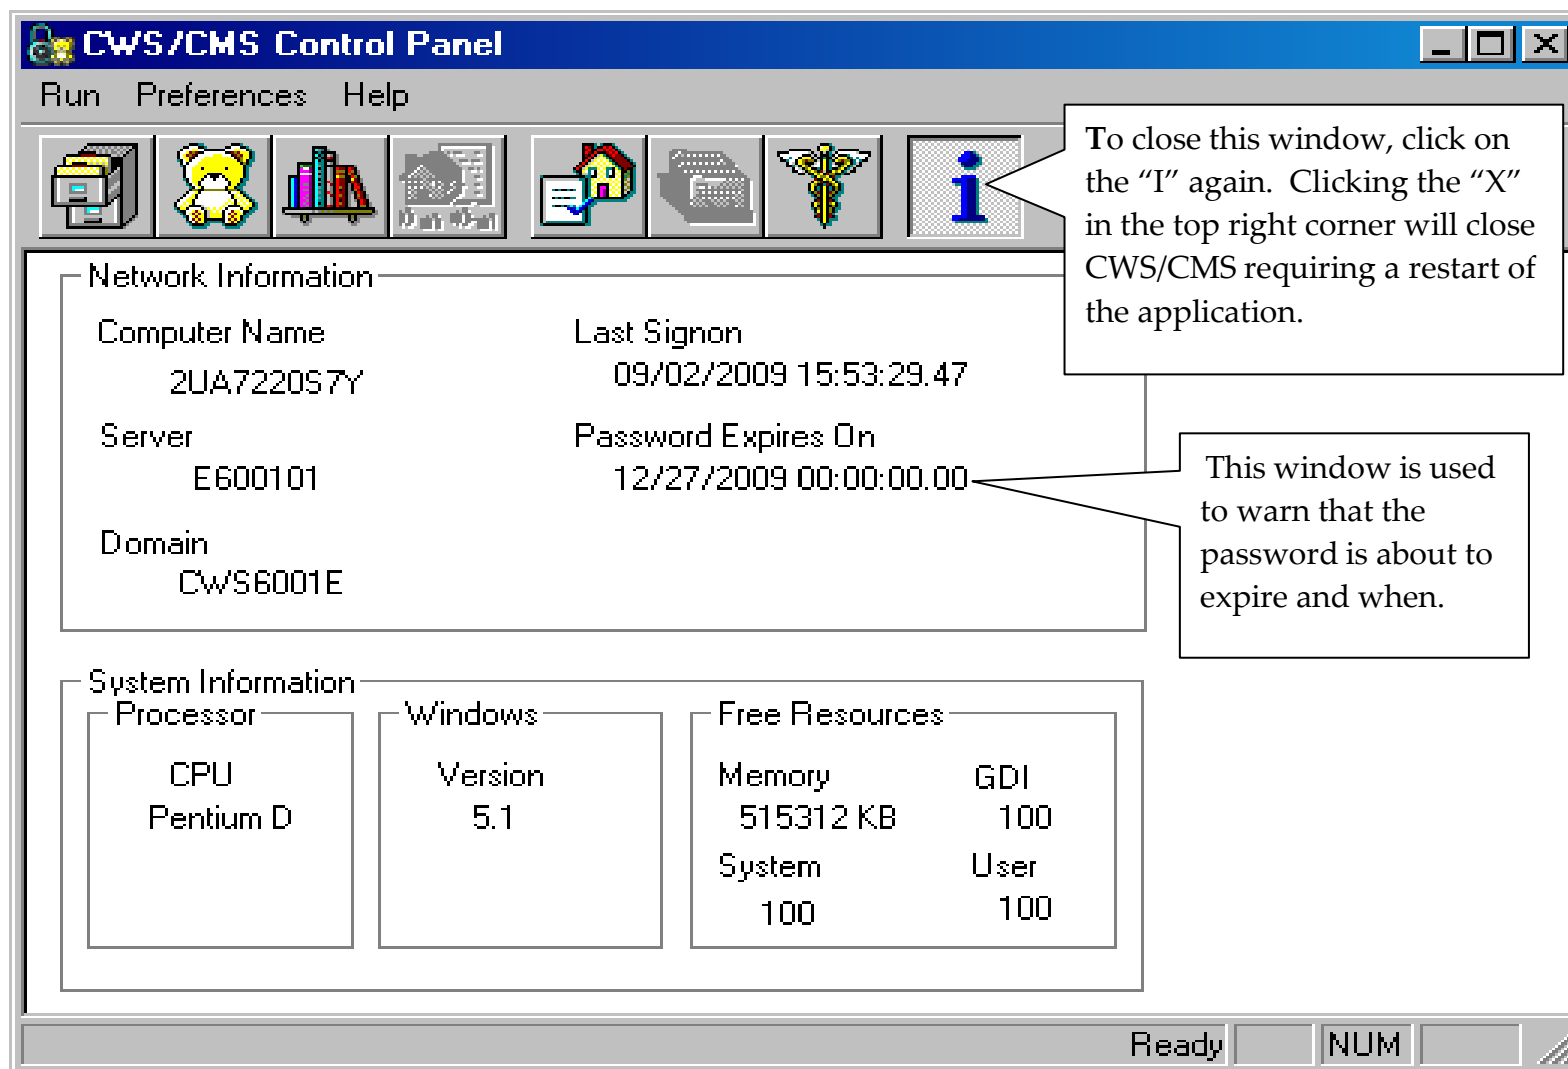 CWS/CMS Control Panel
Run Preferences Help
To close this window, click on
the “I” again. Clicking the “X”
in the top right corner will close
CWS/CMS requiring a restart of
the application.
Network Information
Computer Name
2UA7220S7Y
Last Signon
09/02/2009 15:53:29.47
Server
E600101
Password Expires On
12/27/2009 00:00:00.00
This window is used
to warn that the
password is about to
expire and when.
Domain
CWS6001E
System Information
Processor
CPU
Pentium D
Windows
Version
5.1
Free Resources
Memory
515312 KB
GDI
100
System
100
User
100
Ready
NUM